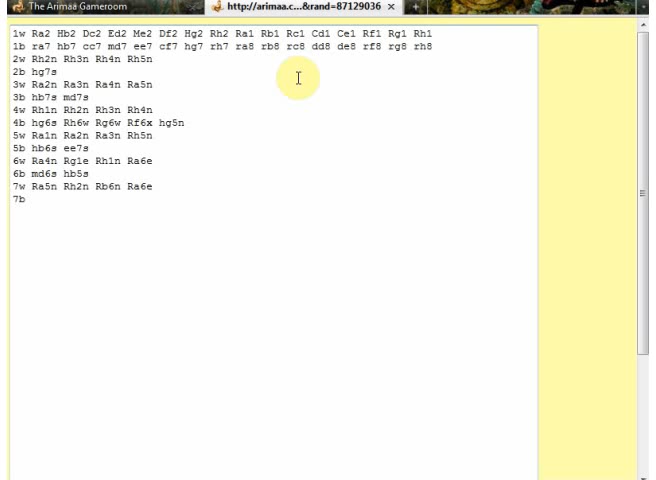 The Arimaa Gameroom
http://arimaa.c...&rand=87129036 × +
1w Ra2 Hb2 Dc2 Ed2 Me2 Df2 Hg2 Rh2 Ra1 Rb1 Rc1 Cd1 Ce1 Rf1 Rg1 Rh1
1b ra7 hb7 cc7 md7 ee7 cf7 hg7 rh7 ra8 rb8 rc8 dd8 de8 rf8 rg8 rh8
2w Rh2n Rh3n Rh4n Rh5n
2b hg7s
3w Ra2n Ra3n Ra4n Ra5n
3b hb7s md7s
4w Rh1n Rh2n Rh3n Rh4n
4b hg6s Rh6w Rg6w Rf6x hg5n
5w Ra1n Ra2n Ra3n Rh5n
5b hb6s ee7s
6w Ra4n Rg1e Rh1n Ra6e
6b md6s hb5s
7w Ra5n Rh2n Rb6n Ra6e
7b